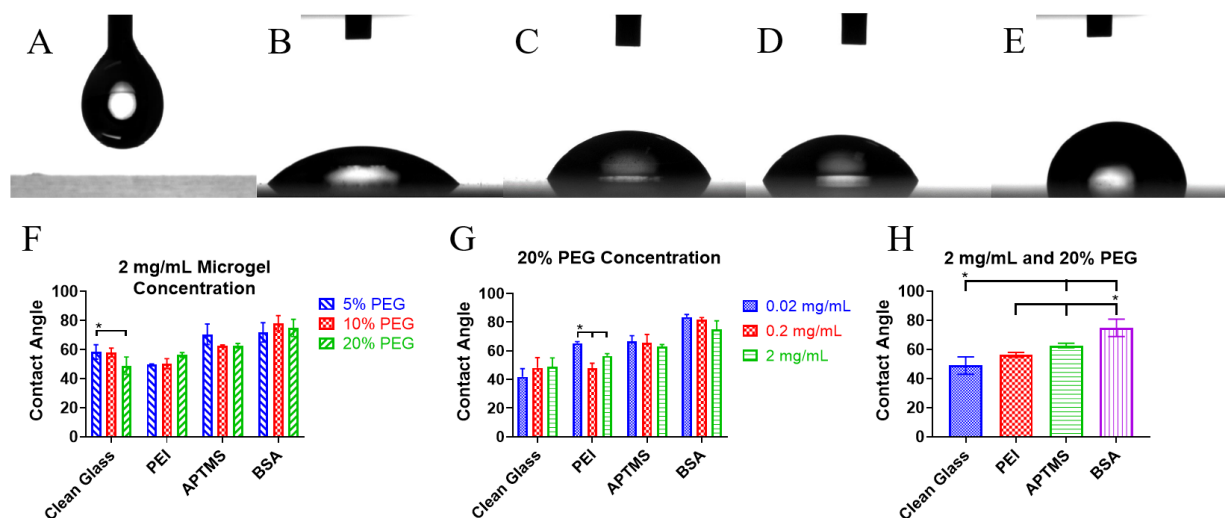 A
B
C
D
E
F
2 mg/mL Microgel
Concentration
Contact Angle
100
80
60
40
20
0
*
5% PEG
10% PEG
20% PEG
Clean Glass
PEI
APTMS
BSA
G
20% PEG Concentration
Contact Angle
100
80
60
40
20
0
*
0.02 mg/mL
0.2 mg/mL
2 mg/mL
Clean Glass
PEI
APTMS
BSA
H
2 mg/mL and 20% PEG
Contact Angle
100
80
60
40
20
0
*
*
Clean Glass
PEI
APTMS
BSA